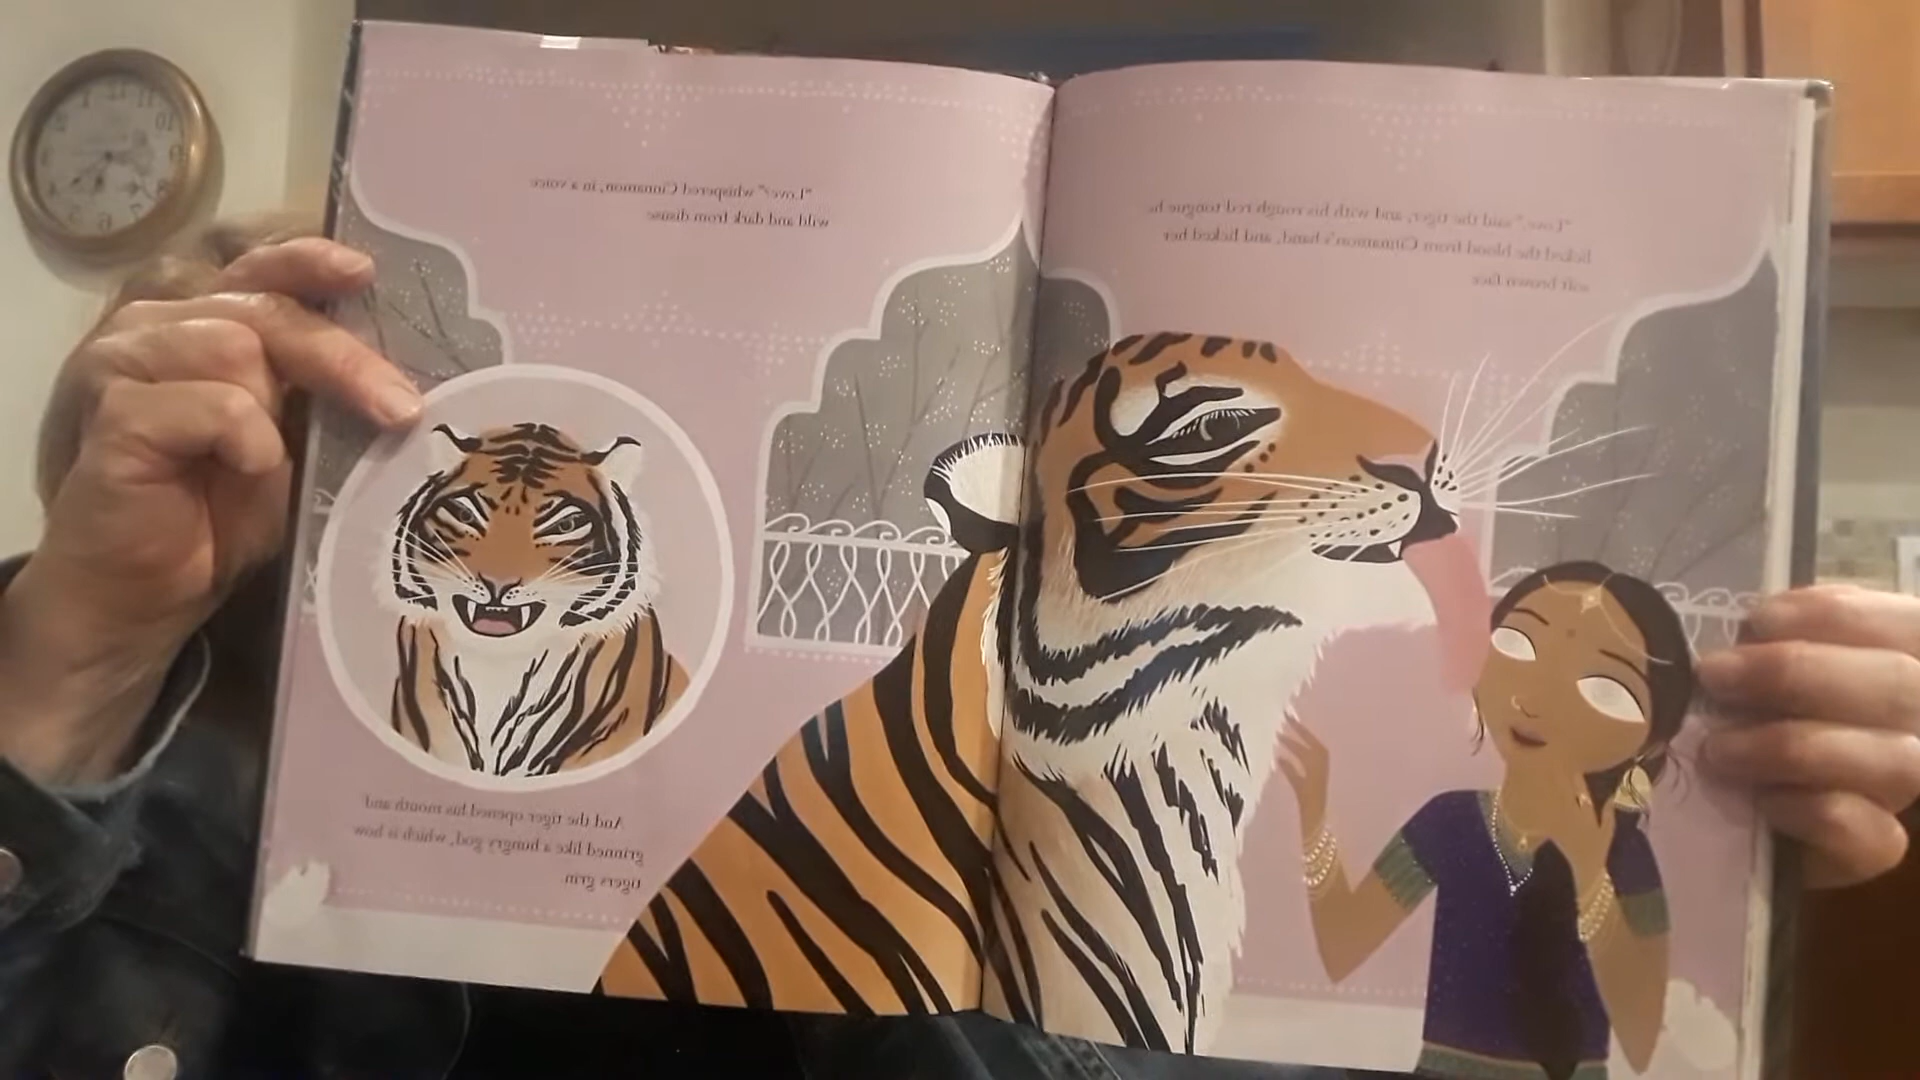 "Love?" whispered Cinnamon, in a voice
wild and dark from disuse
And the tiger opened his mouth and
grinned like a hungry god, which is how
tigers grin
"Love," said the tiger, and with his rough red tongue he
licked the blood from Cinnamon's hand, and licked her
soft brown face